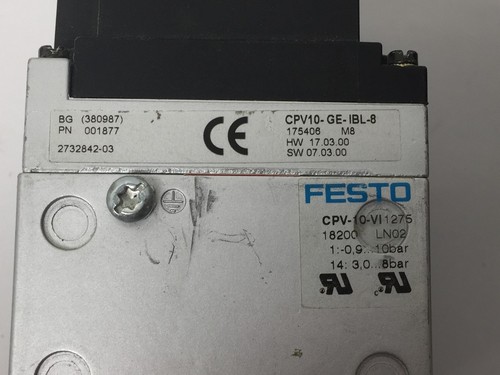 BG (380987)
PN 001877
2732842-03
CE
CPV10-GE-IBL-8
175406 M8
HW 17.03.00
SW 07.03.00
FESTO
CPV-10-VI 1275
18200 LN02
1:-0,9...10bar
14: 3,0...8bar